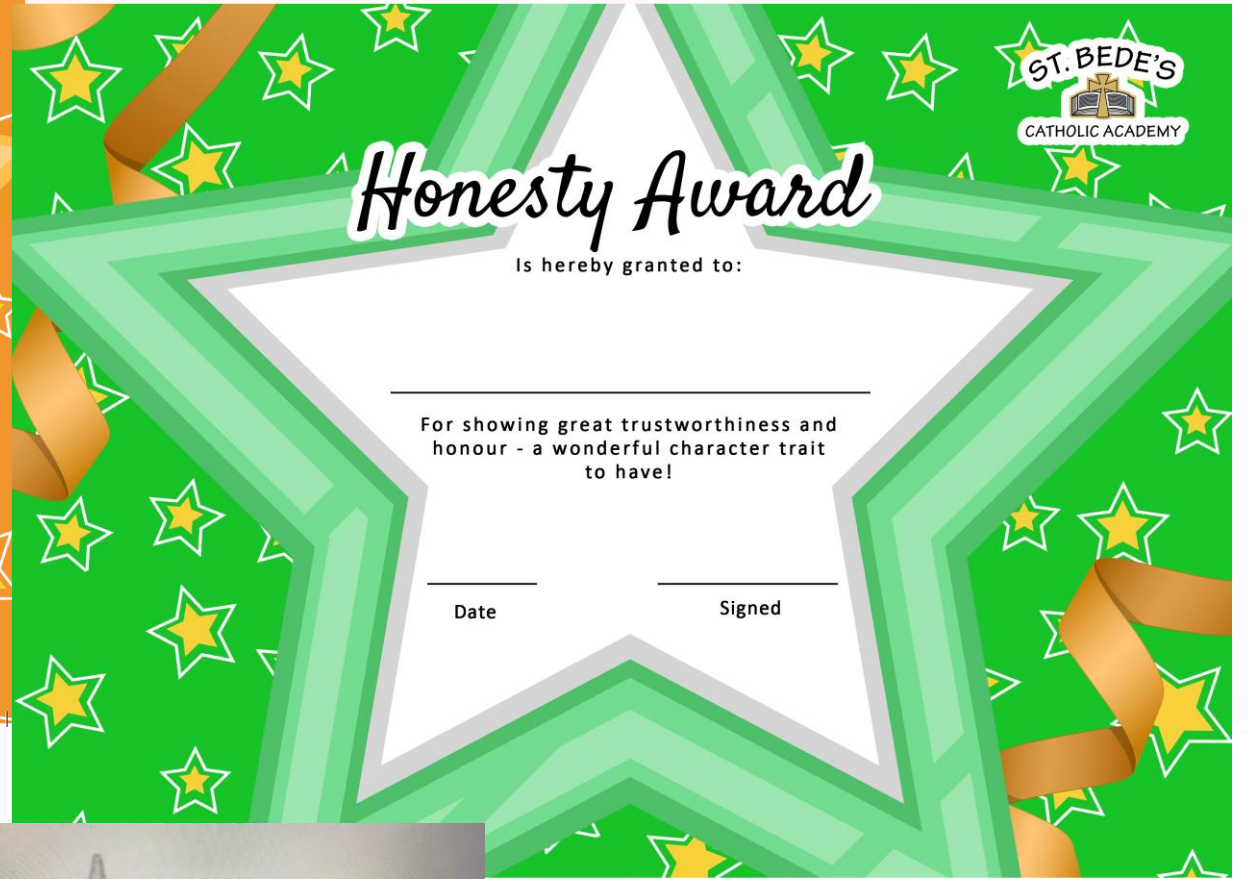 ST. BEDE'S
CATHOLIC ACADEMY
Honesty Award
Is hereby granted to:
For showing great trustworthiness and
honour - a wonderful character trait
to have!
Date
Signed